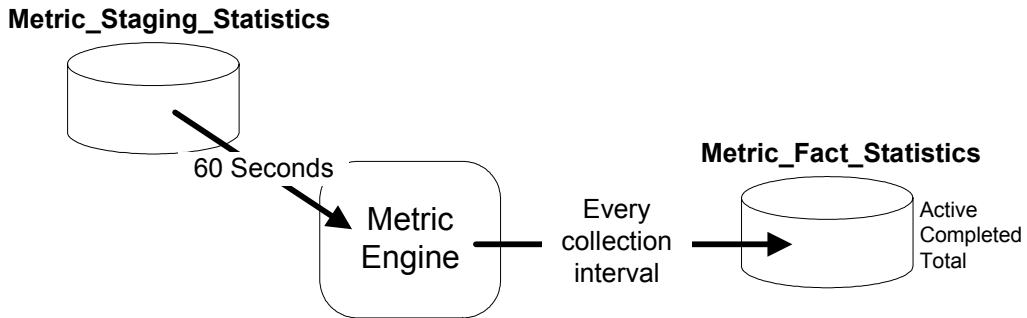 Metric_Staging_Statistics
60 Seconds
Metric
Engine
Every
collection
interval
Metric_Fact_Statistics
Active
Completed
Total